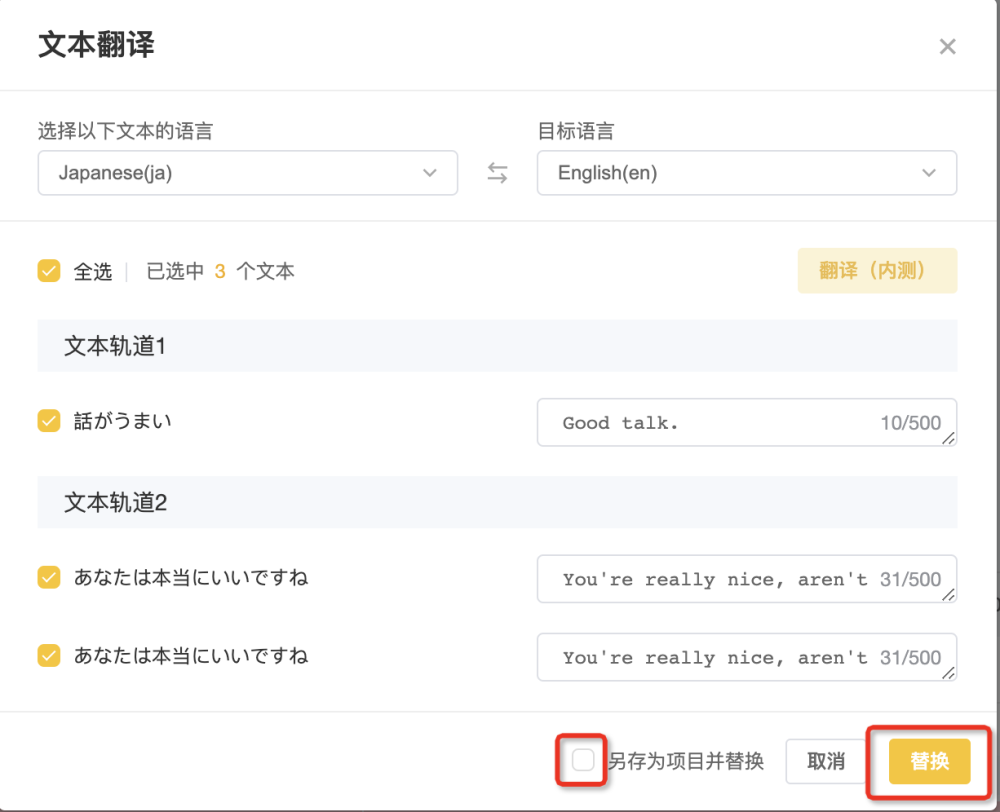 文本翻译
选择以下文本的语言
目标语言
Japanese(ja)
English(en)
全选
已选中 3 个文本
翻译（内测）
文本轨道1
話がうまい
Good talk.
10/500
文本轨道2
あなたは本当にいいですね
You're really nice, aren't
31/500
あなたは本当にいいですね
You're really nice, aren't
31/500
另存为项目并替换
取消
替换